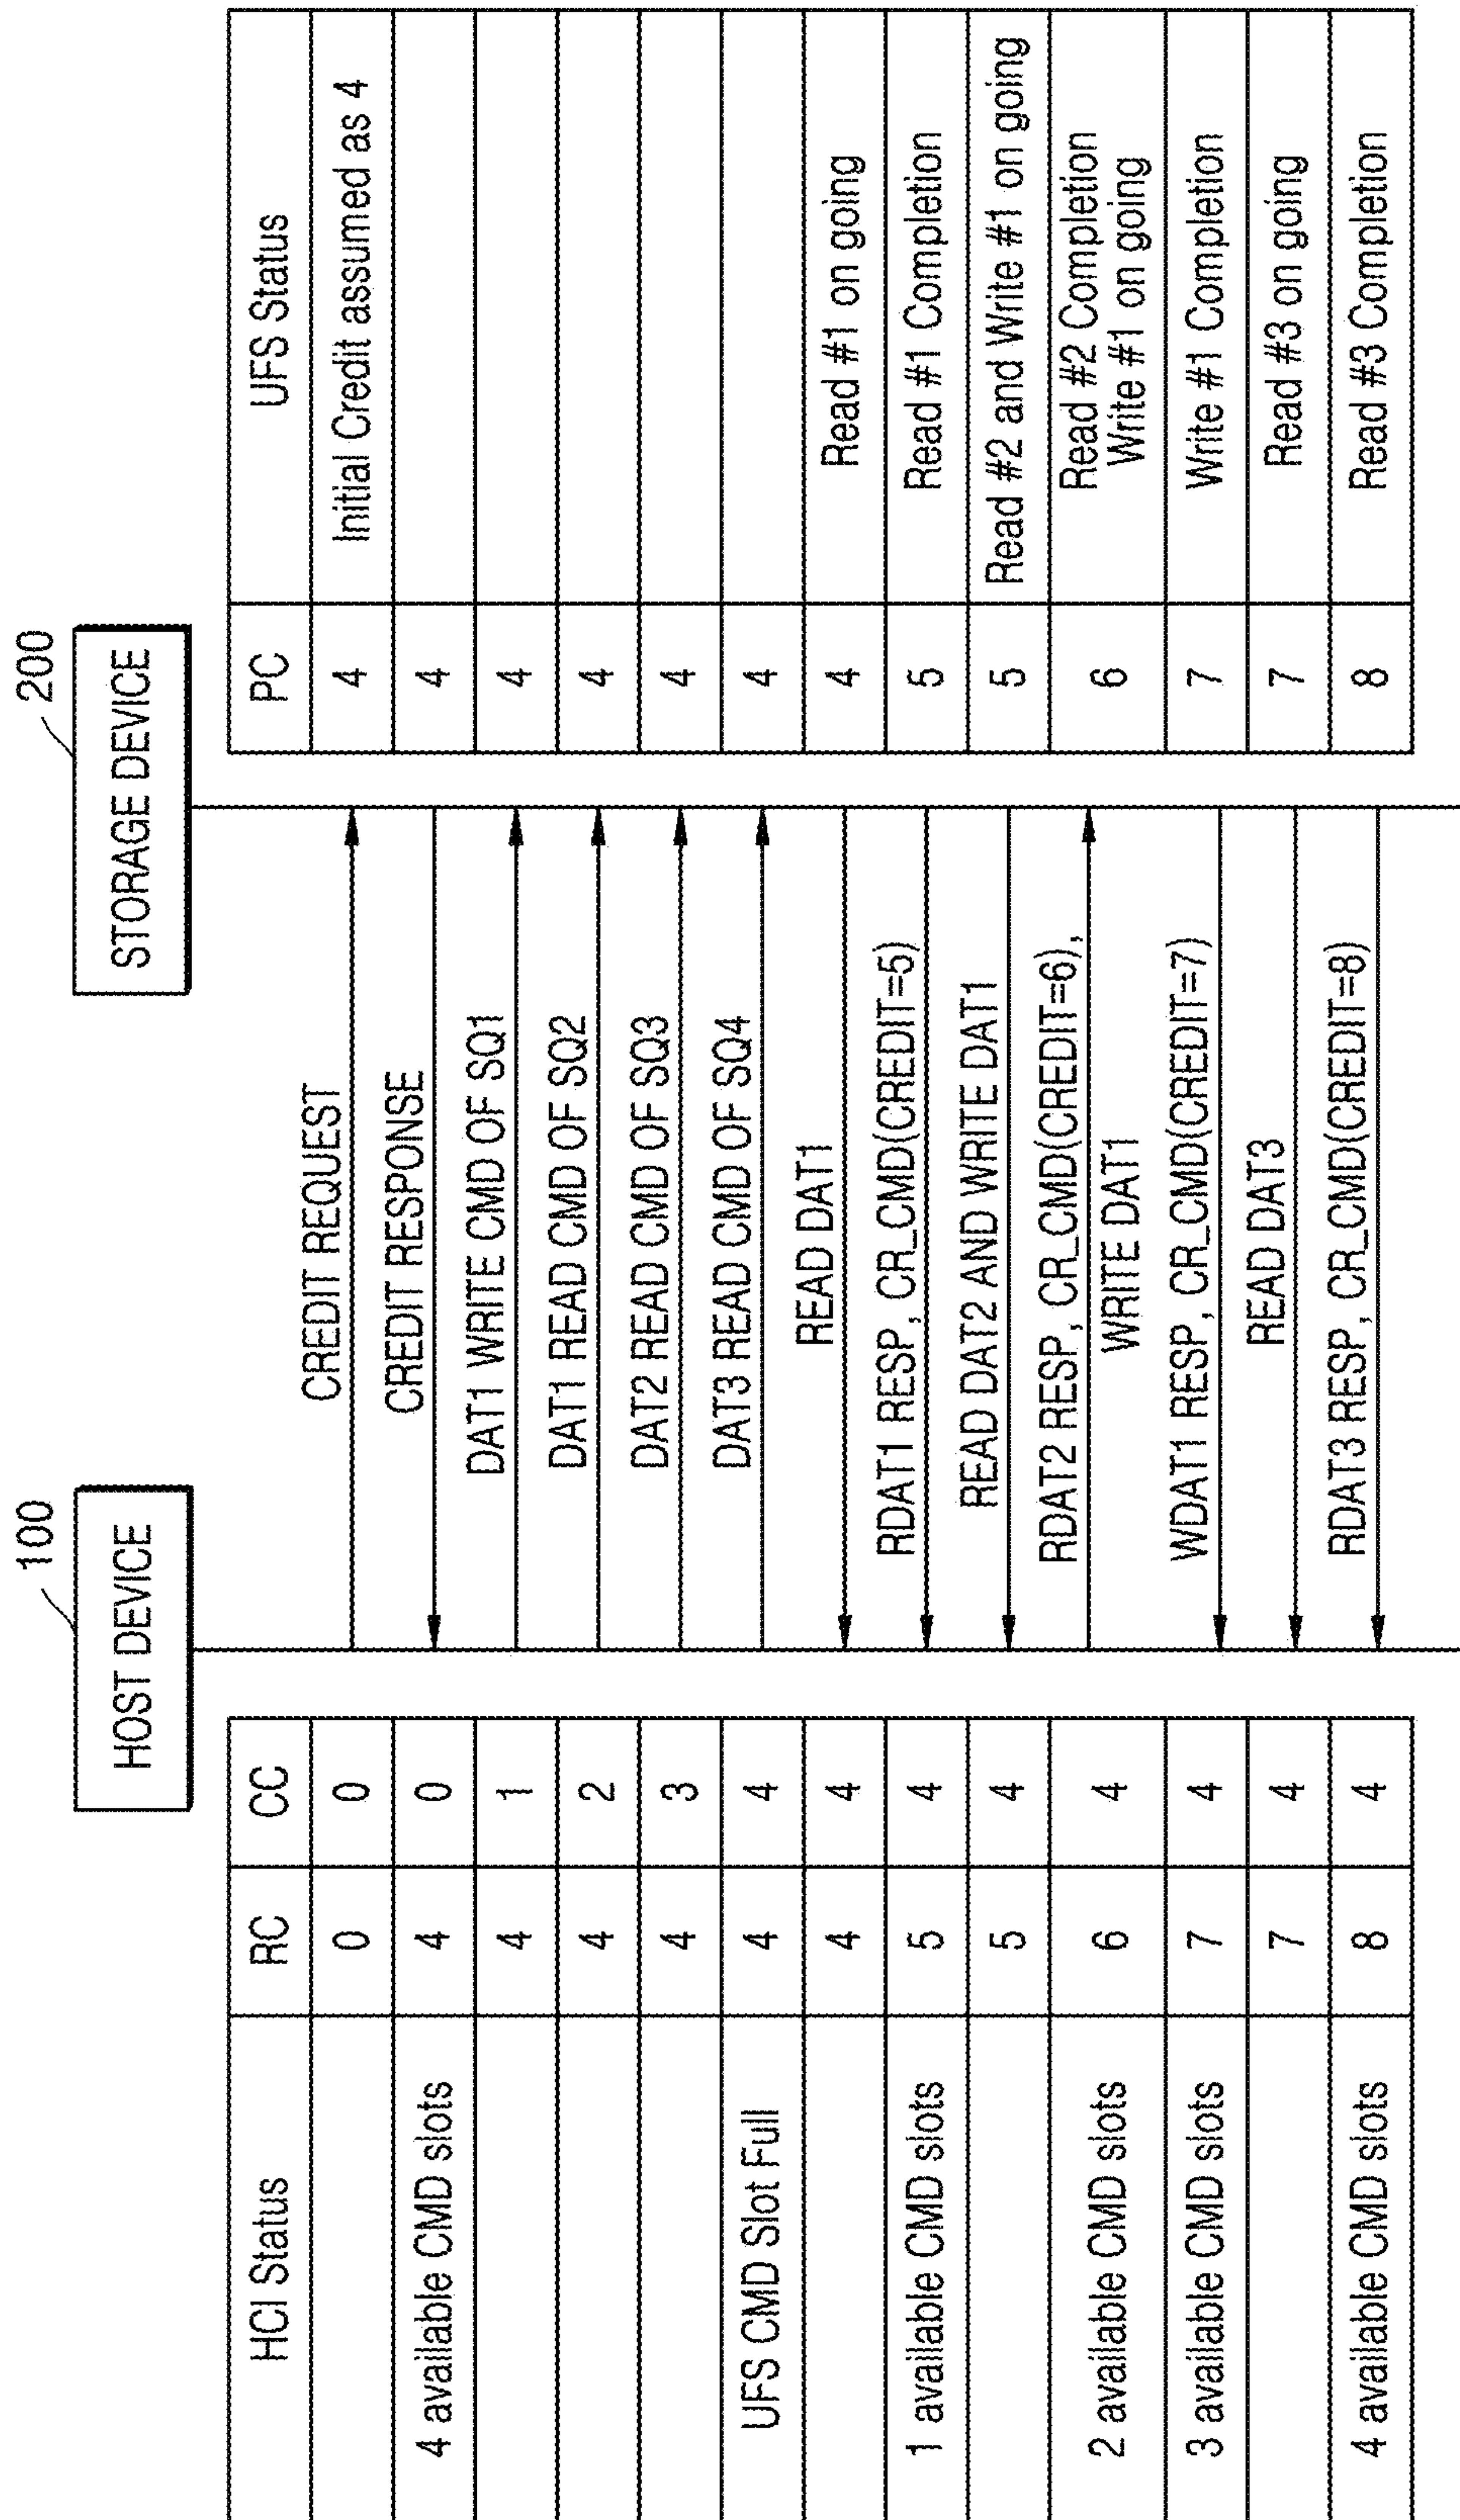 100
200
HOST DEVICE
STORAGE DEVICE
HCI Status RC CC
0 0
4 available CMD slots 4 0
4 1
4 2
4 3
UFS CMD Slot Full 4 4
4 4
1 available CMD slots 5 4
5 4
2 available CMD slots 6 4
3 available CMD slots 7 4
7 4
4 available CMD slots 8 4
CREDIT REQUEST
CREDIT RESPONSE
DAT1 WRITE CMD OF SQ1
DAT1 READ CMD OF SQ2
DAT2 READ CMD OF SQ3
DAT3 READ CMD OF SQ4
READ DAT1
RDAT1 RESP, CR_CMD(CREDIT=5)
READ DAT2 AND WRITE DAT1
RDAT2 RESP, CR_CMD(CREDIT=6),
WRITE DAT1
WDAT1 RESP, CR_CMD(CREDIT=7)
READ DAT3
RDAT3 RESP, CR_CMD(CREDIT=8)
PC UFS Status
4 Initial Credit assumed as 4
4
4
4
4
4
4 Read #1 on going
5 Read #1 Completion
5 Read #2 and Write #1 on going
6 Read #2 Completion
Write #1 on going
7 Write #1 Completion
7 Read #3 on going
8 Read #3 Completion